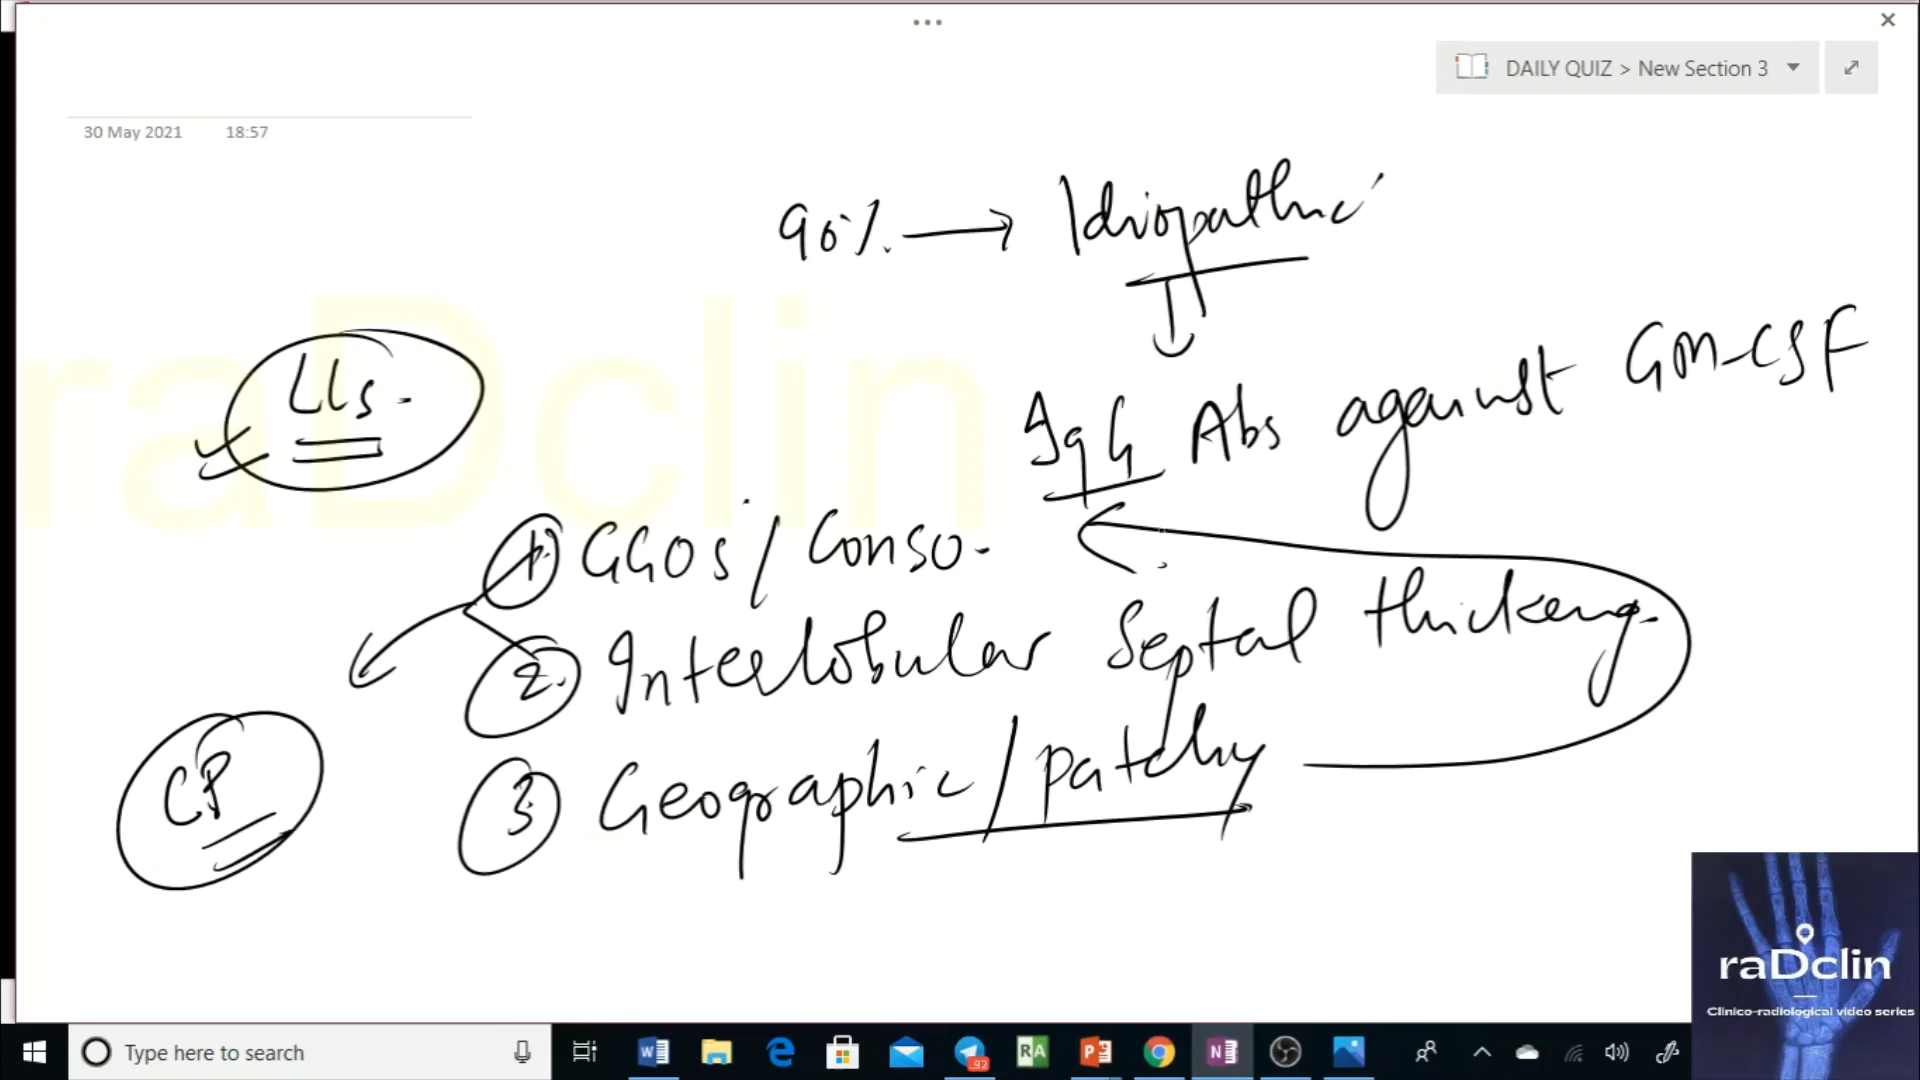 DAILY QUIZ > New Section 3
30 May 2021 18:57
90%. → Idiopathic
LLs.
IgG Abs against GM-CSF
1. GGOs / Conso.
2. Interlobular Septal thickening.
CP
3. Geographic / patchy
raDclin
raDclin
Clinico-radiological video series
Type here to search
92